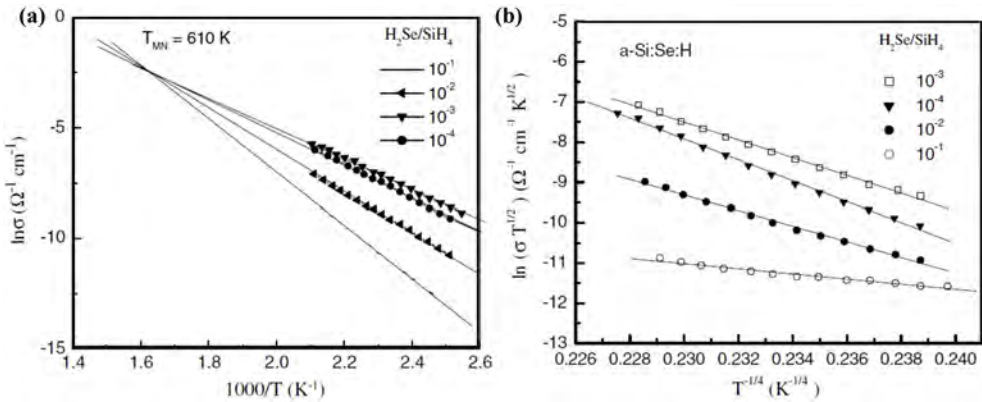 (a)
0
-5
-10
-15
lnσ (Ω⁻¹ cm⁻¹)
T_MN = 610 K
H₂Se/SiH₄
10⁻¹
10⁻²
10⁻³
10⁻⁴
1.4 1.6 1.8 2.0 2.2 2.4 2.6
1000/T (K⁻¹)
(b)
-5
-6
-7
-8
-9
-10
-11
-12
-13
ln (σ T¹/²) (Ω⁻¹ cm⁻¹ K¹/²)
a-Si:Se:H
H₂Se/SiH₄
10⁻³
10⁻⁴
10⁻²
10⁻¹
0.226 0.228 0.230 0.232 0.234 0.236 0.238 0.240
T⁻¹/⁴ (K⁻¹/⁴)